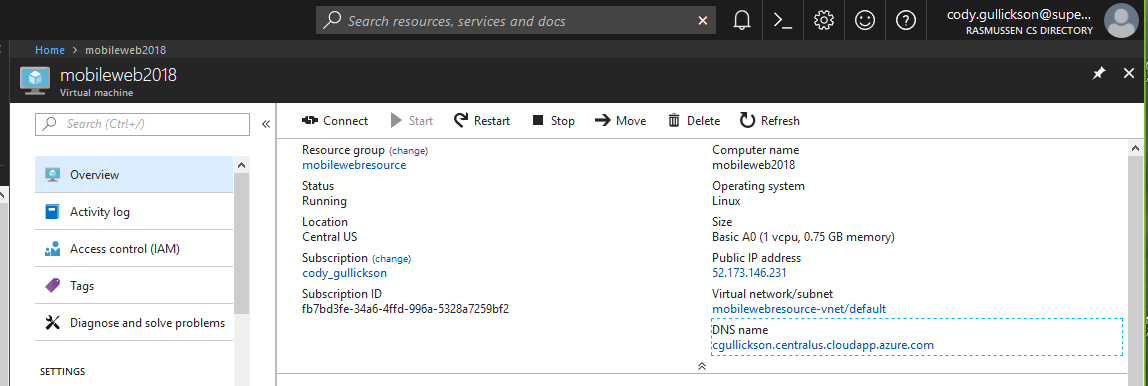 Search resources, services and docs
cody.gullickson@supe...
RASMUSSEN CS DIRECTORY
Home > mobileweb2018
mobileweb2018
Virtual machine
Search (Ctrl+/)
Overview
Activity log
Access control (IAM)
Tags
Diagnose and solve problems
SETTINGS
Connect Start Restart Stop Move Delete Refresh
Resource group (change)
mobilewebresource
Status
Running
Location
Central US
Subscription (change)
cody_gullickson
Subscription ID
fb7bd3fe-34a6-4ffd-996a-5328a7259bf2
Computer name
mobileweb2018
Operating system
Linux
Size
Basic A0 (1 vcpu, 0.75 GB memory)
Public IP address
52.173.146.231
Virtual network/subnet
mobilewebresource-vnet/default
DNS name
cgullickson.centralus.cloudapp.azure.com